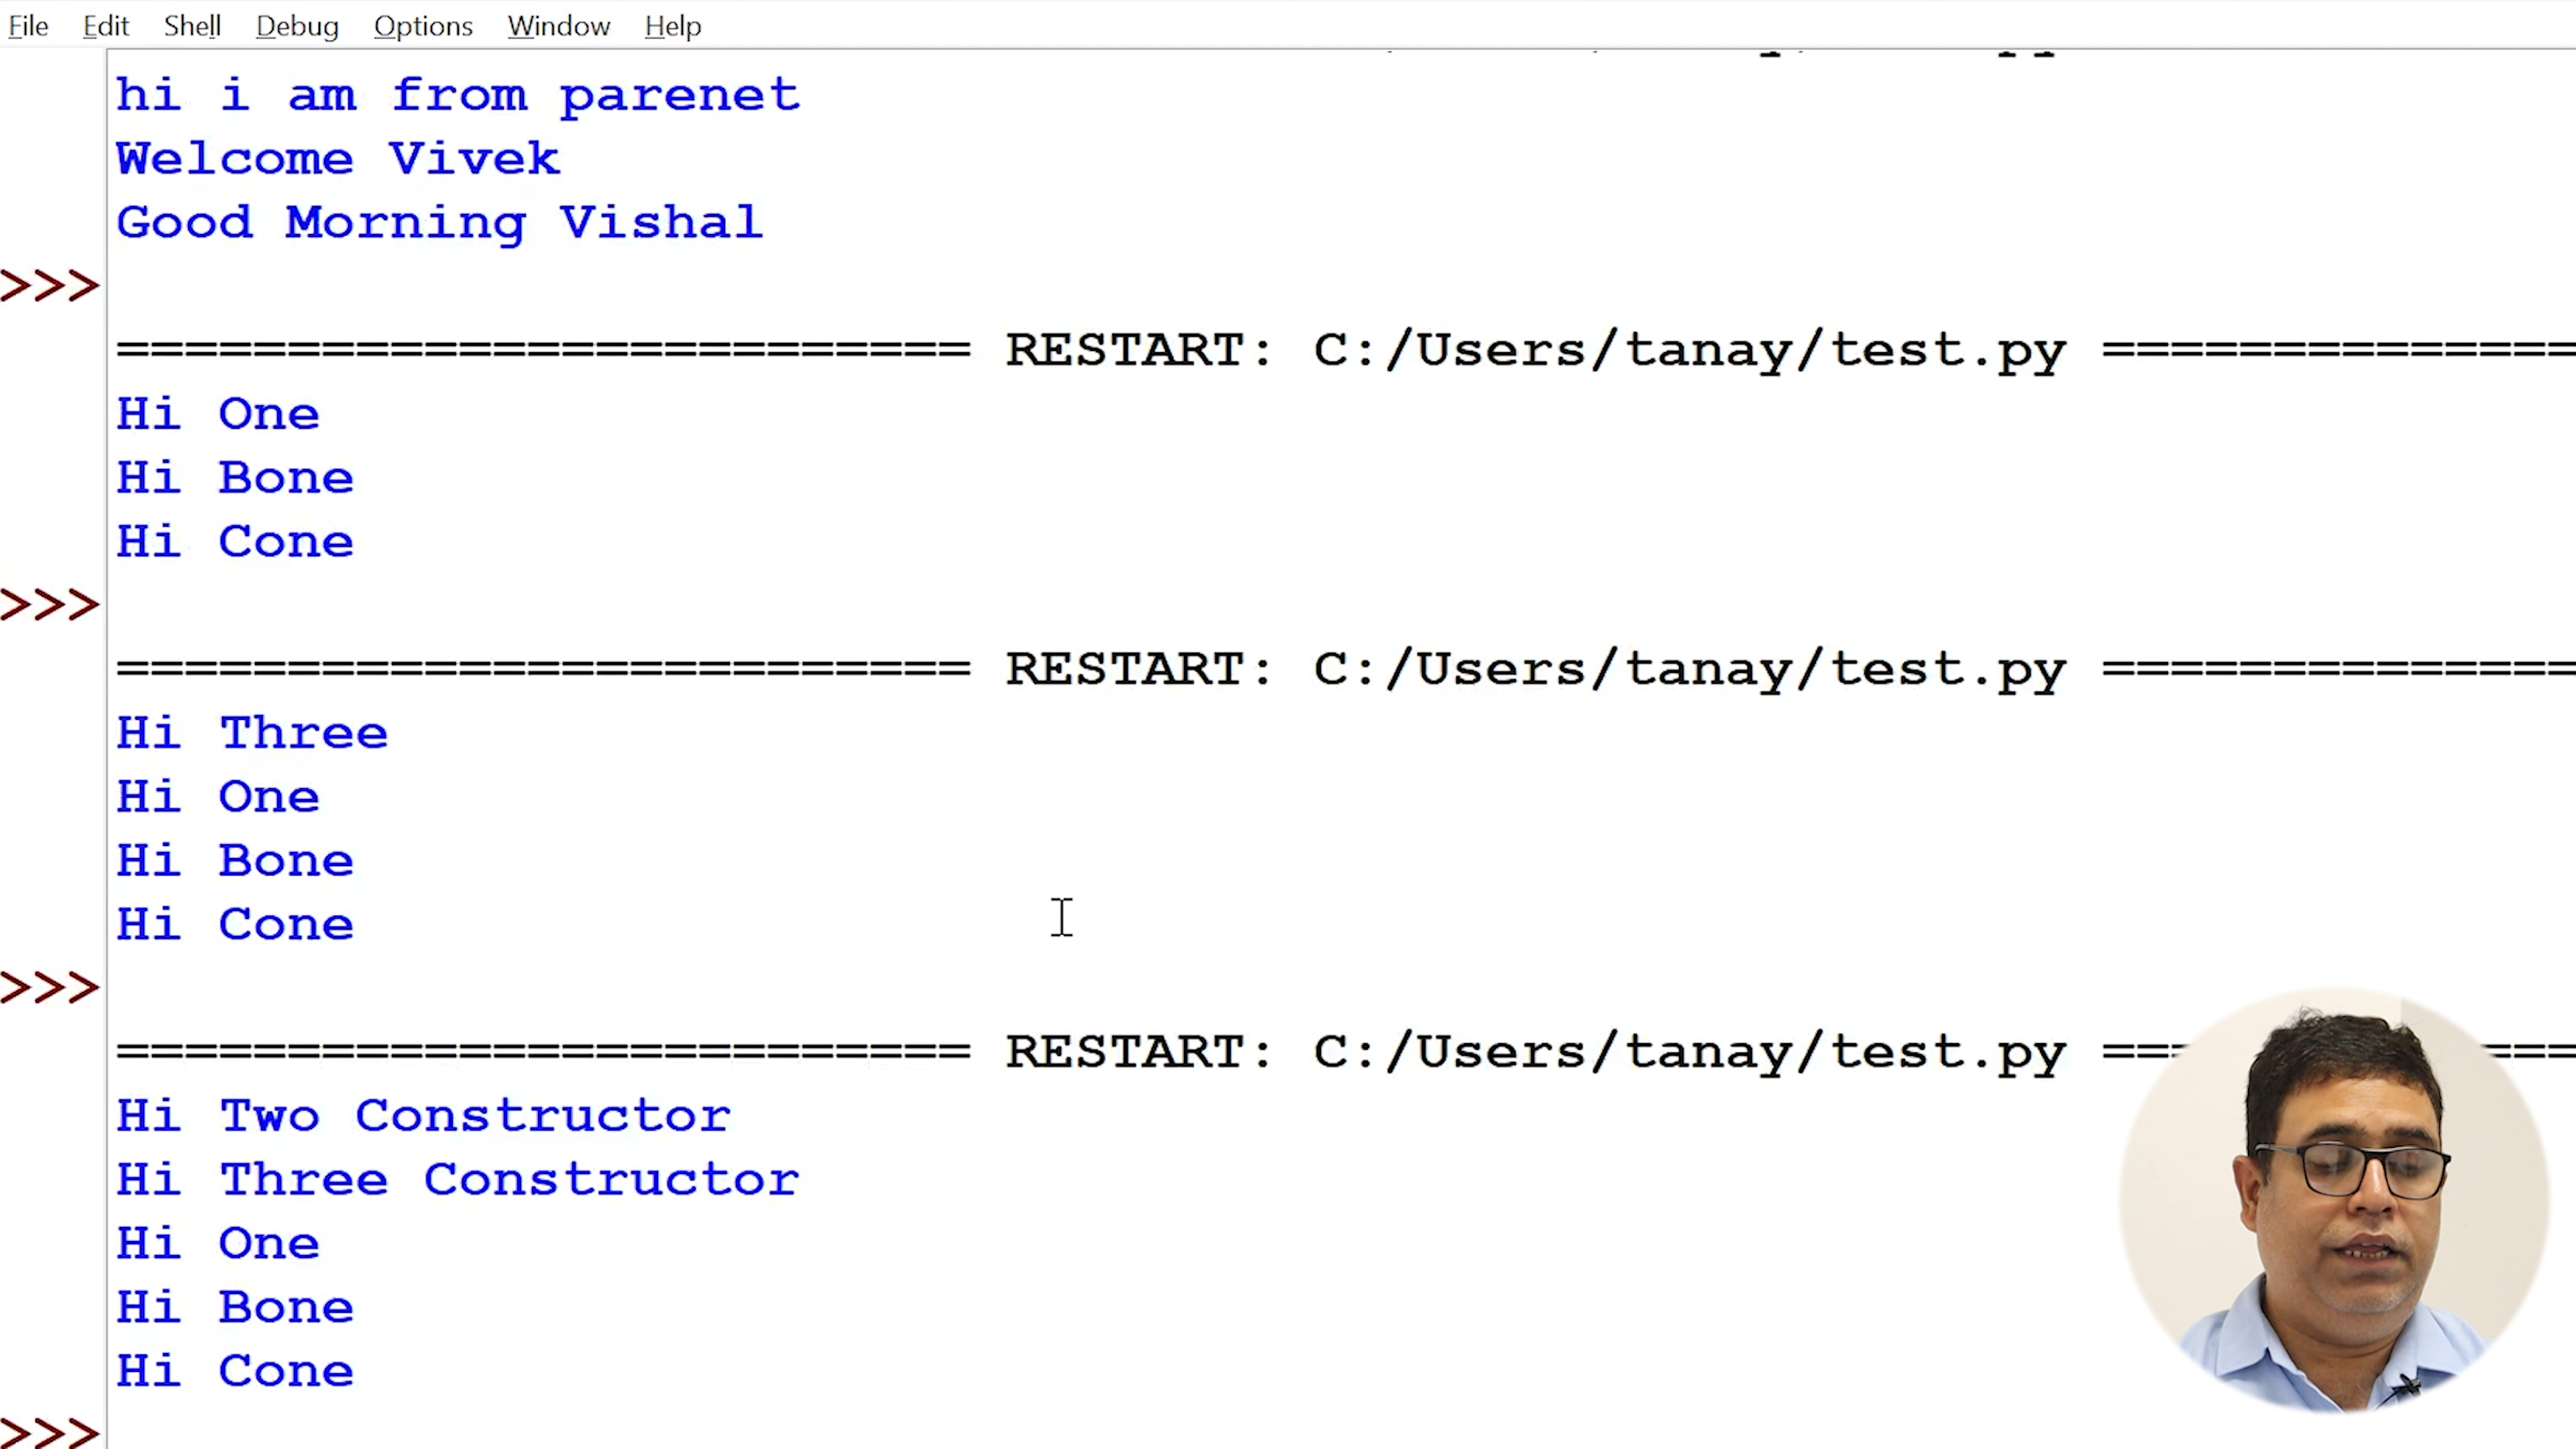 File Edit Shell Debug Options Window Help
hi i am from parenet
Welcome Vivek
Good Morning Vishal
>>>
========================= RESTART: C:/Users/tanay/test.py ==============
Hi One
Hi Bone
Hi Cone
>>>
========================= RESTART: C:/Users/tanay/test.py ==============
Hi Three
Hi One
Hi Bone
Hi Cone
>>>
========================= RESTART: C:/Users/tanay/test.py ==============
Hi Two Constructor
Hi Three Constructor
Hi One
Hi Bone
Hi Cone
>>>